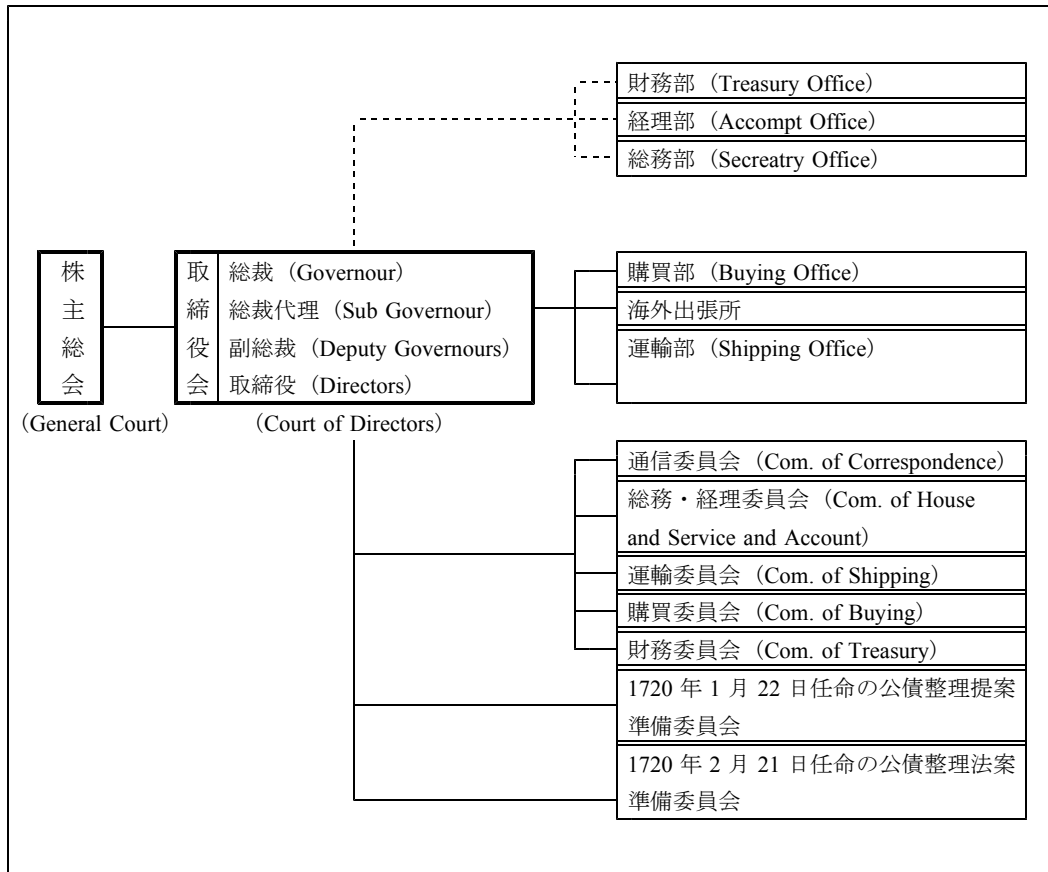 財務部（Treasury Office）
経理部（Accompt Office）
総務部（Secreatry Office）
株主総会
（General Court）
取締役会
総裁（Governour）
総裁代理（Sub Governour）
副総裁（Deputy Governours）
取締役（Directors）
（Court of Directors）
購買部（Buying Office）
海外出張所
運輸部（Shipping Office）
通信委員会（Com. of Correspondence）
総務・経理委員会（Com. of House
and Service and Account）
運輸委員会（Com. of Shipping）
購買委員会（Com. of Buying）
財務委員会（Com. of Treasury）
1720 年 1 月 22 日任命の公債整理提案
準備委員会
1720 年 2 月 21 日任命の公債整理法案
準備委員会